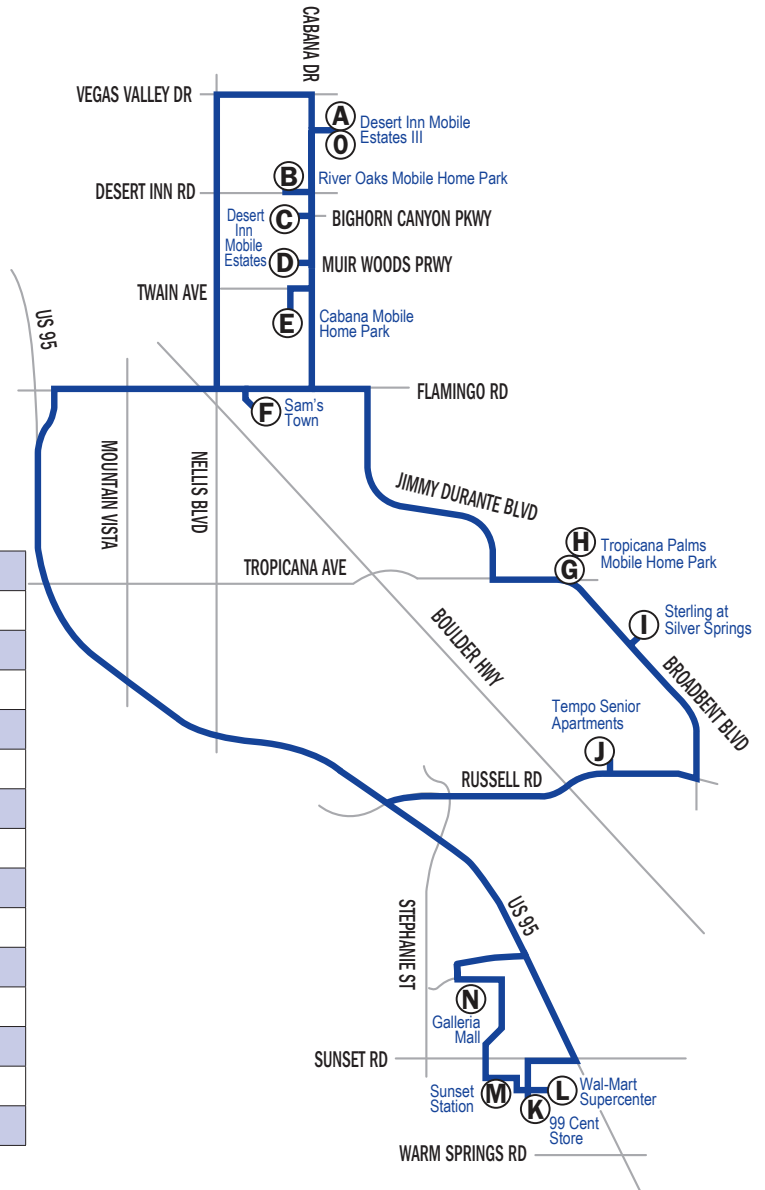 CABANA DR
VEGAS VALLEY DR
A
O
Desert Inn Mobile
Estates III
B
River Oaks Mobile Home Park
DESERT INN RD
Desert
Inn
Mobile
Estates
C
BIGHORN CANYON PKWY
D
MUIR WOODS PRWY
TWAIN AVE
E
Cabana Mobile
Home Park
US 95
FLAMINGO RD
F
Sam's
Town
MOUNTAIN VISTA
NELLIS BLVD
JIMMY DURANTE BLVD
H
G
Tropicana Palms
Mobile Home Park
TROPICANA AVE
I
Sterling at
Silver Springs
BOULDER HWY
BROADBENT BLVD
Tempo Senior
Apartments
J
RUSSELL RD
STEPHANIE ST
US 95
N
Galleria
Mall
SUNSET RD
Sunset
Station
M
L
Wal-Mart
Supercenter
K
99 Cent
Store
WARM SPRINGS RD